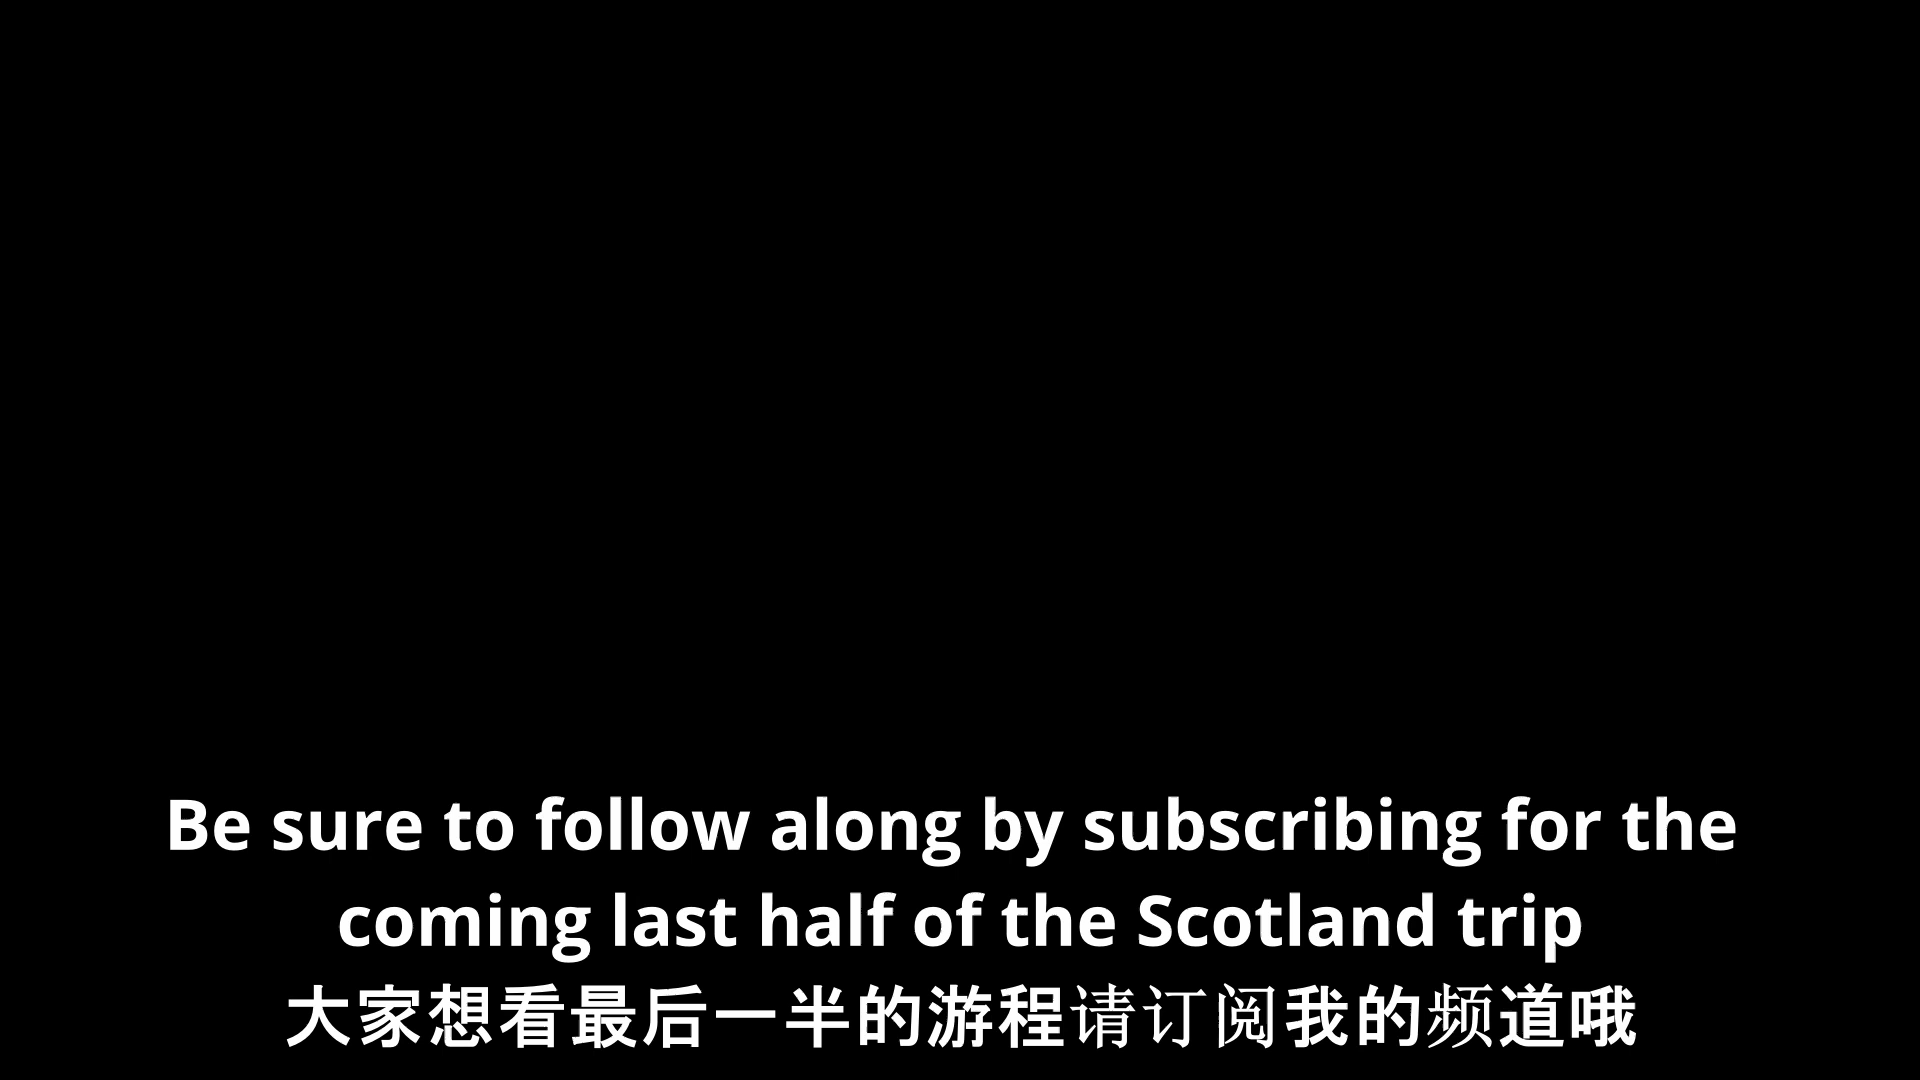 Be sure to follow along by subscribing for the
coming last half of the Scotland trip
大家想看最后一半的游程请订阅我的频道哦